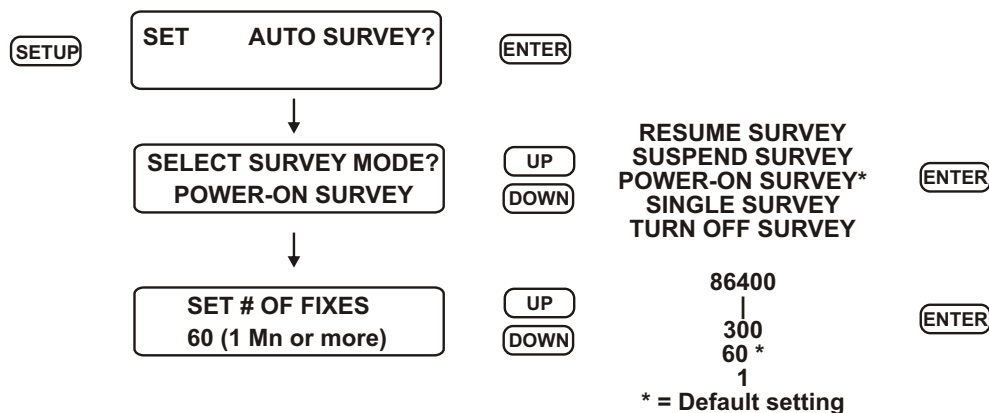 SETUP
SET AUTO SURVEY?
ENTER
SELECT SURVEY MODE?
POWER-ON SURVEY
UP
DOWN
RESUME SURVEY
SUSPEND SURVEY
POWER-ON SURVEY*
SINGLE SURVEY
TURN OFF SURVEY
ENTER
SET # OF FIXES
60 (1 Mn or more)
UP
DOWN
86400
|
300
60 *
1
* = Default setting
ENTER